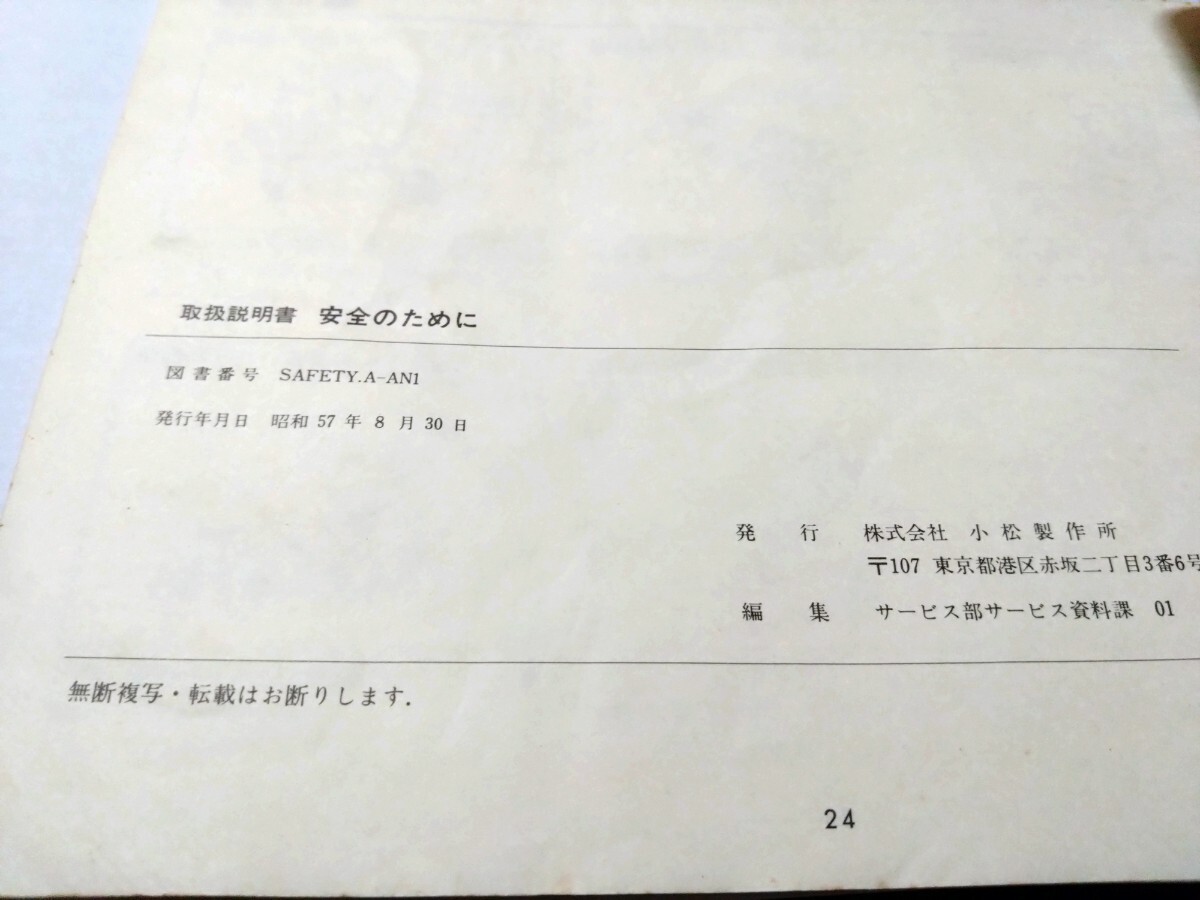 取扱説明書 安全のために
図書番号 SAFETY.A-AN1
発行年月日 昭和57年8月30日
発行 株式会社 小松製作所
〒107 東京都港区赤坂二丁目3番6号
編集 サービス部サービス資料課 01
無断複写・転載はお断りします.
24